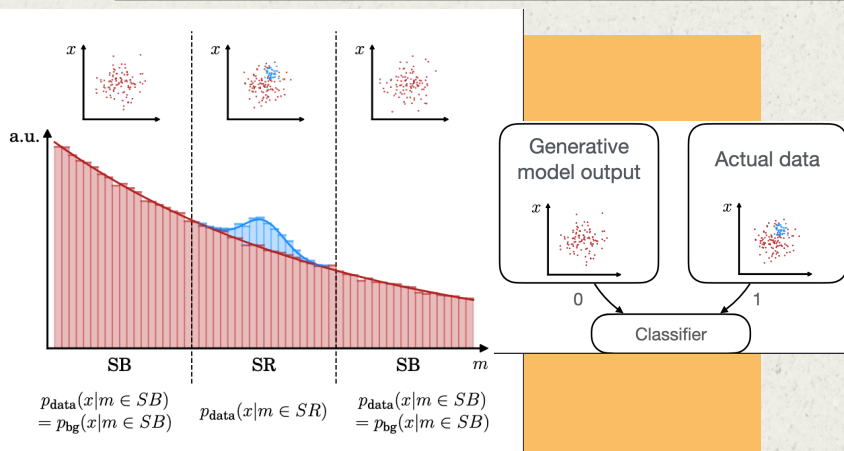 x
x
x
a.u.
SB
SR
SB
m
p_data(x|m ∈ SB)
= p_bg(x|m ∈ SB)
p_data(x|m ∈ SR)
p_data(x|m ∈ SB)
= p_bg(x|m ∈ SB)
Generative
model output
x
0
Actual data
x
1
Classifier